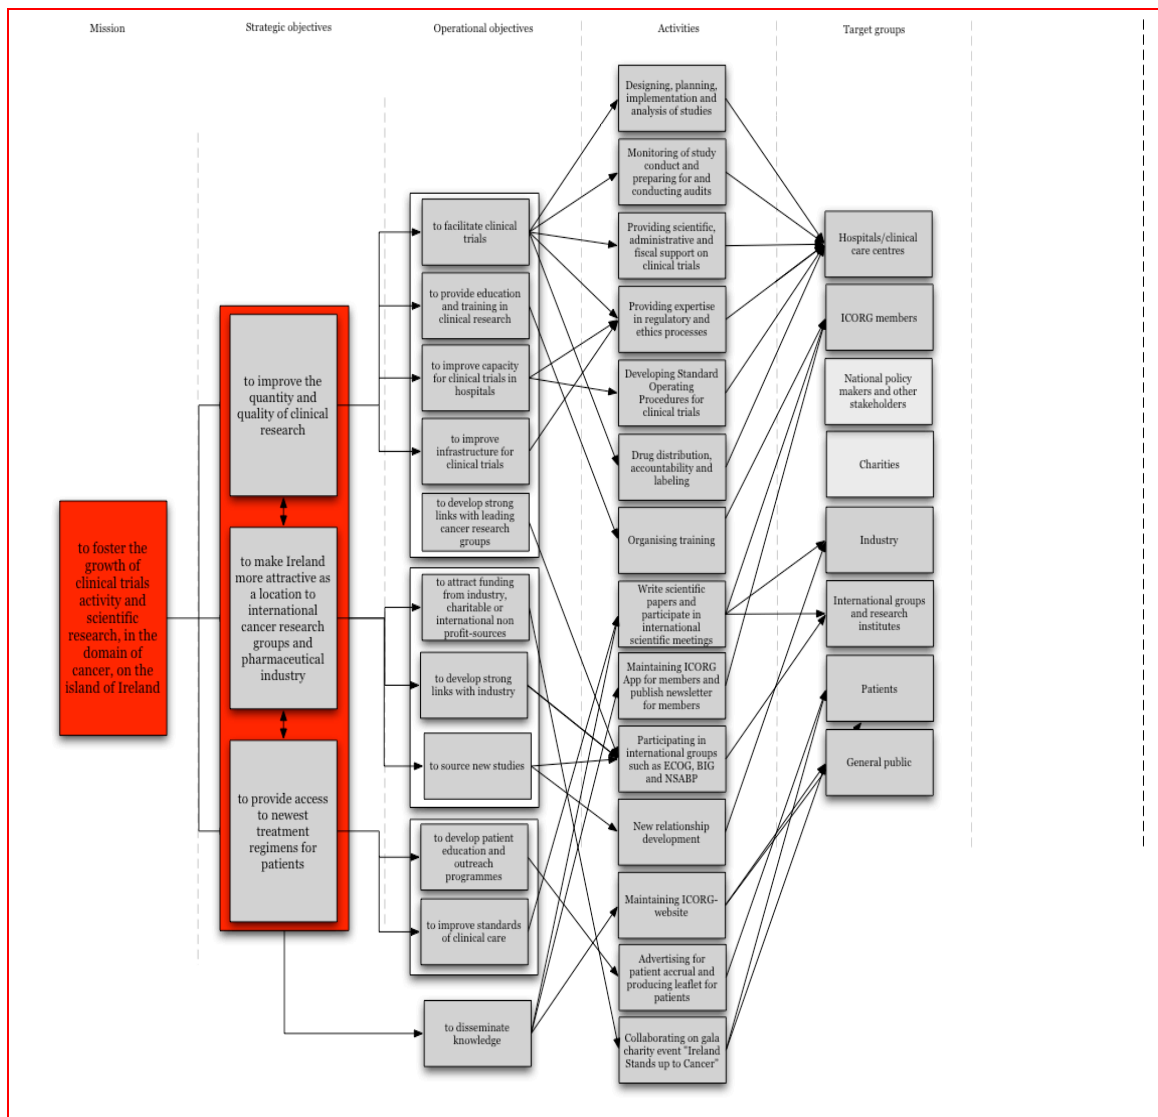 Mission
Strategic objectives
Operational objectives
Activities
Target groups
to foster the
growth of
clinical trials
activity and
scientific
research, in the
domain of
cancer, on the
island of Ireland
to improve the
quantity and
quality of clinical
research
to make Ireland
more attractive as
a location to
international
cancer research
groups and
pharmaceutical
industry
to provide access
to newest
treatment
regimens for
patients
to facilitate clinical
trials
to provide education
and training in
clinical research
to improve capacity
for clinical trials in
hospitals
to improve
infrastructure for
clinical trials
to develop strong
links with leading
cancer research
groups
to attract funding
from industry,
charitable or
international non
profit-sources
to develop strong
links with industry
to source new studies
to develop patient
education and
outreach
programmes
to improve standards
of clinical care
to disseminate
knowledge
Designing, planning,
implementation and
analysis of studies
Monitoring of study
conduct and
preparing for and
conducting audits
Providing scientific,
administrative and
fiscal support on
clinical trials
Providing expertise
in regulatory and
ethics processes
Developing Standard
Operating
Procedures for
clinical trials
Drug distribution,
accountability and
labeling
Organising training
Write scientific
papers and
participate in
international
scientific meetings
Maintaining ICORG
App for members and
publish newsletter
for members
Participating in
international groups
such as ECOG, BIG
and NSABP
New relationship
development
Maintaining ICORG-
website
Advertising for
patient accrual and
producing leaflet for
patients
Collaborating on gala
charity event "Ireland
Stands up to Cancer"
Hospitals/clinical
care centres
ICORG members
National policy
makers and other
stakeholders
Charities
Industry
International groups
and research
institutes
Patients
General public